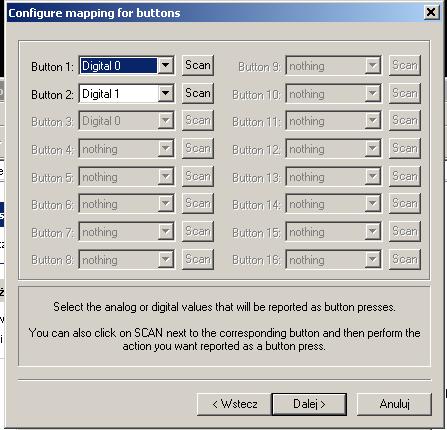 Configure mapping for buttons
Button 1: Digital 0 Scan Button 9: nothing Scan
Button 2: Digital 1 Scan Button 10: nothing Scan
Button 3: Digital 0 Scan Button 11: nothing Scan
Button 4: nothing Scan Button 12: nothing Scan
Button 5: nothing Scan Button 13: nothing Scan
Button 6: nothing Scan Button 14: nothing Scan
Button 7: nothing Scan Button 15: nothing Scan
Button 8: nothing Scan Button 16: nothing Scan
Select the analog or digital values that will be reported as button presses.
You can also click on SCAN next to the corresponding button and then perform the
action you want reported as a button press.
< Wstecz Dalej > Anuluj